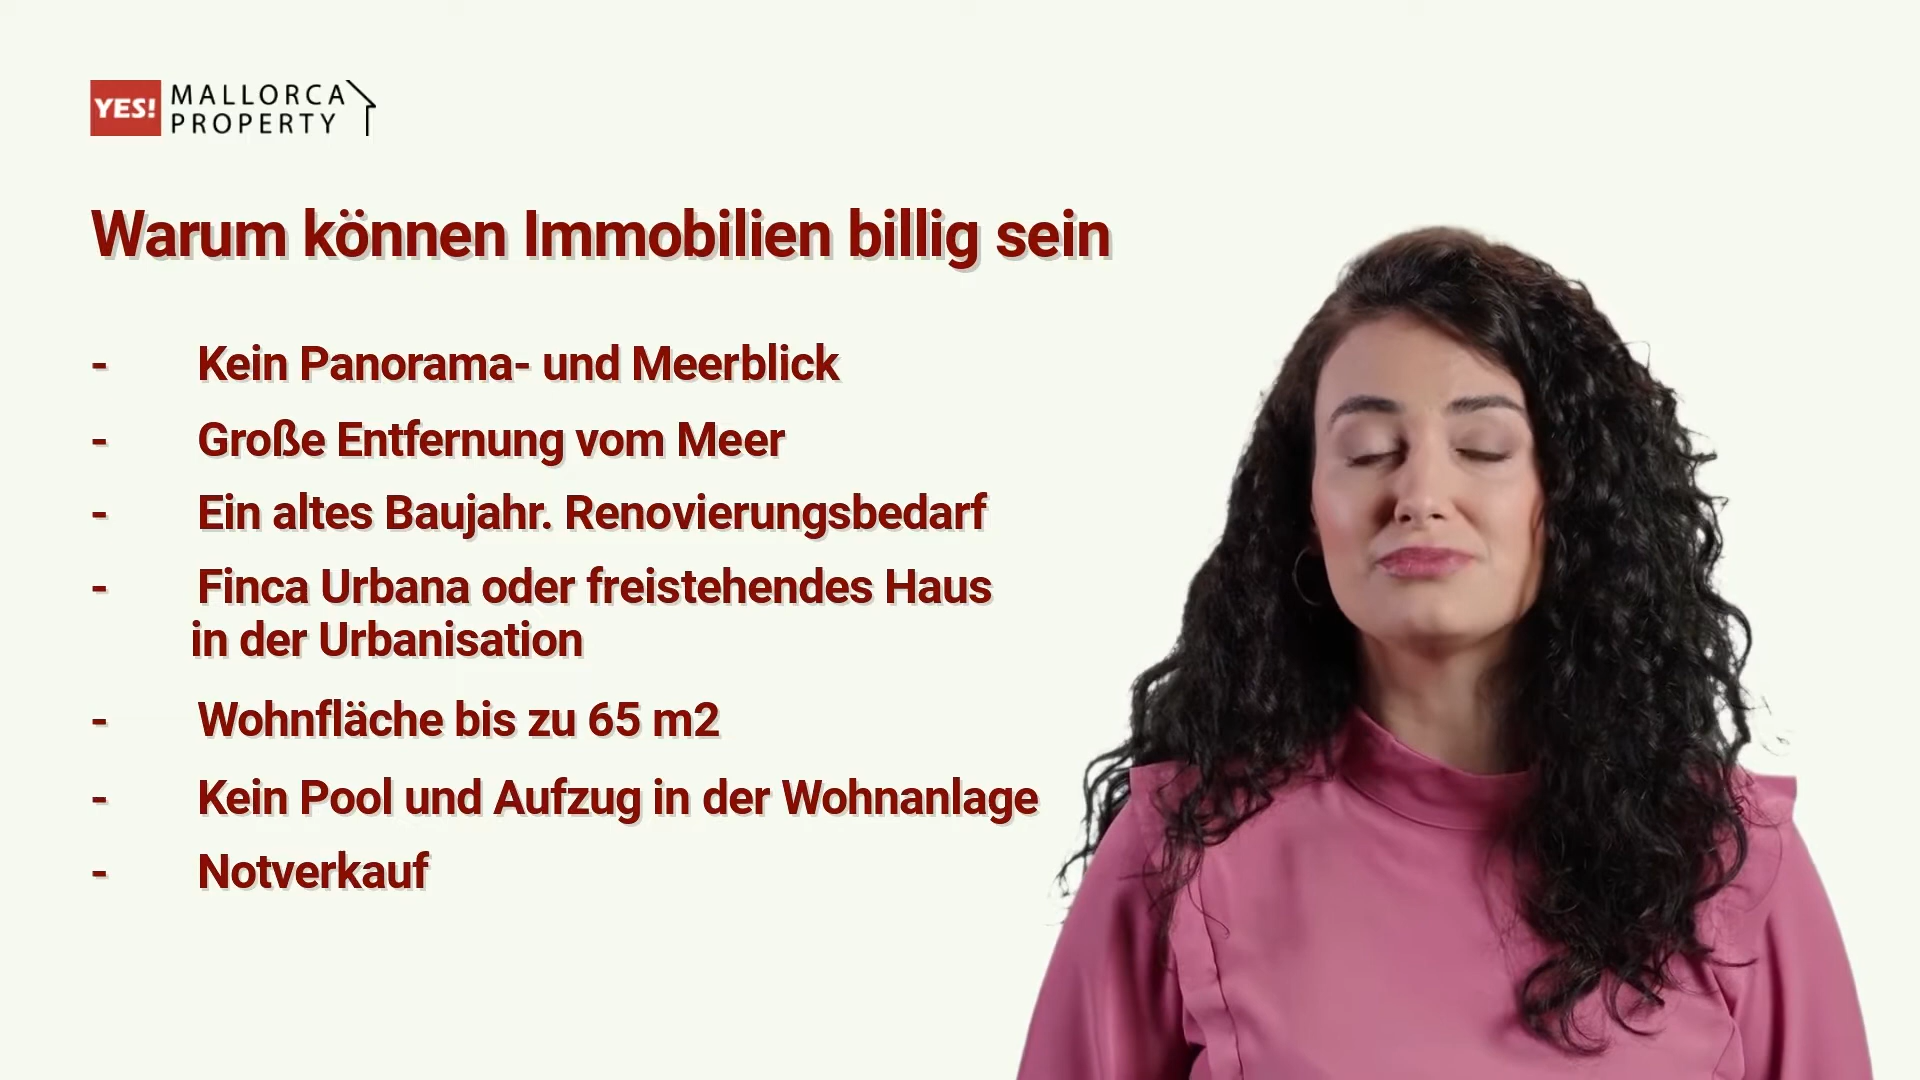 YES! MALLORCA
PROPERTY
Warum können Immobilien billig sein
- Kein Panorama- und Meerblick
- Große Entfernung vom Meer
- Ein altes Baujahr. Renovierungsbedarf
- Finca Urbana oder freistehendes Haus
in der Urbanisation
- Wohnfläche bis zu 65 m2
- Kein Pool und Aufzug in der Wohnanlage
- Notverkauf